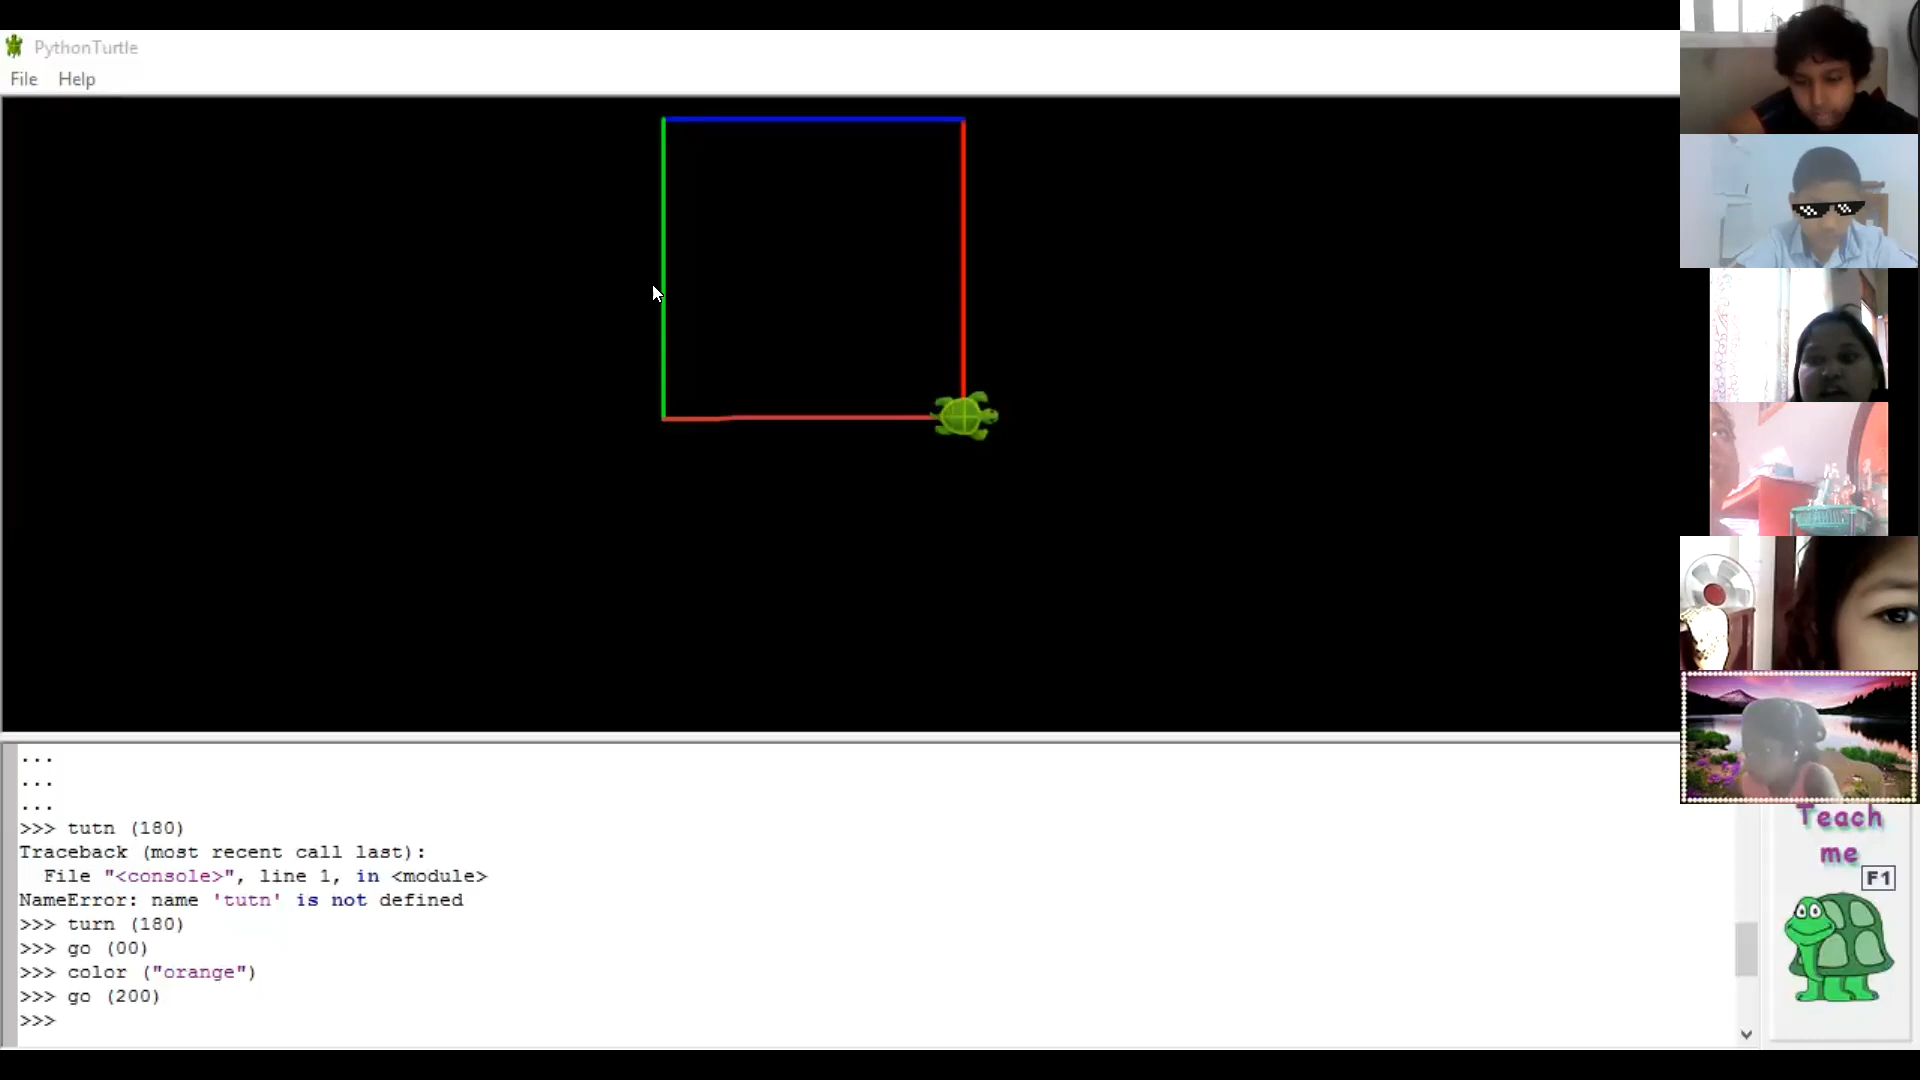 PythonTurtle
File Help
...
...
...
>>> tutn (180)
Traceback (most recent call last):
  File "<console>", line 1, in <module>
NameError: name 'tutn' is not defined
>>> turn (180)
>>> go (00)
>>> color ("orange")
>>> go (200)
>>>
Teach
me
F1